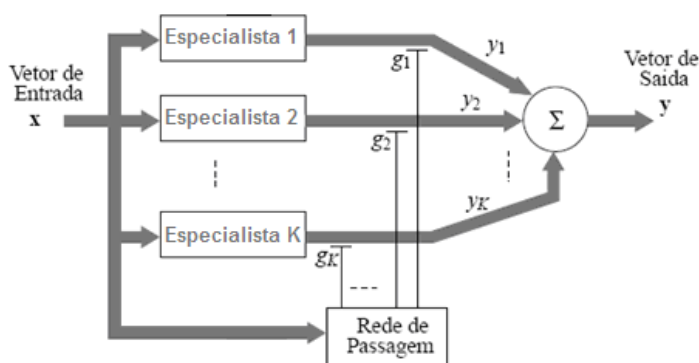 Especialista 1
y1
g1
Vetor de
Entrada
x
Especialista 2
y2
g2
Σ
Vetor de
Saida
y
Especialista K
yK
gK
Rede de
Passagem